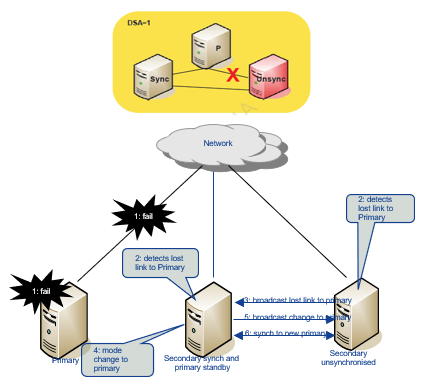 DSA-1
P
Sync
Unsync
Network
1: fail
2: detects
lost link to
Primary
2: detects lost
link to Primary
1: fail
3: broadcast lost link to primary
5: broadcast change to primary
6: synch to new primary
4: mode
change to
primary
Primary
Secondary synch and
primary standby
Secondary
unsynchronised